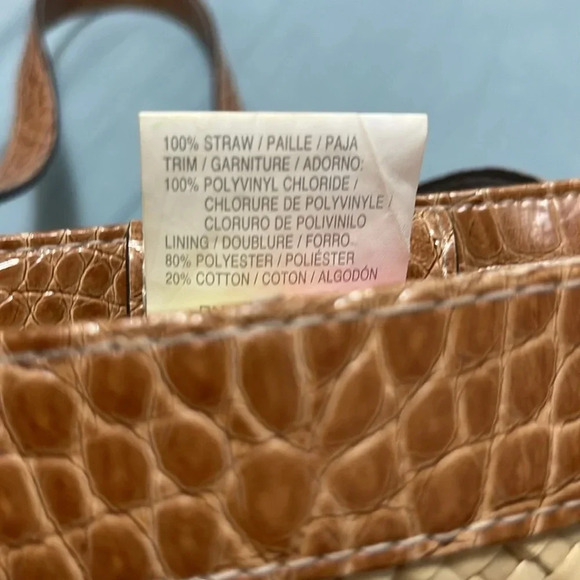 100% STRAW / PAILLE / PAJA
TRIM / GARNITURE / ADORNO:
100% POLYVINYL CHLORIDE /
CHLORURE DE POLYVINYLE /
CLORURO DE POLIVINILO
LINING / DOUBLURE / FORRO
80% POLYESTER / POLIÉSTER
20% COTTON / COTON / ALGODÓN